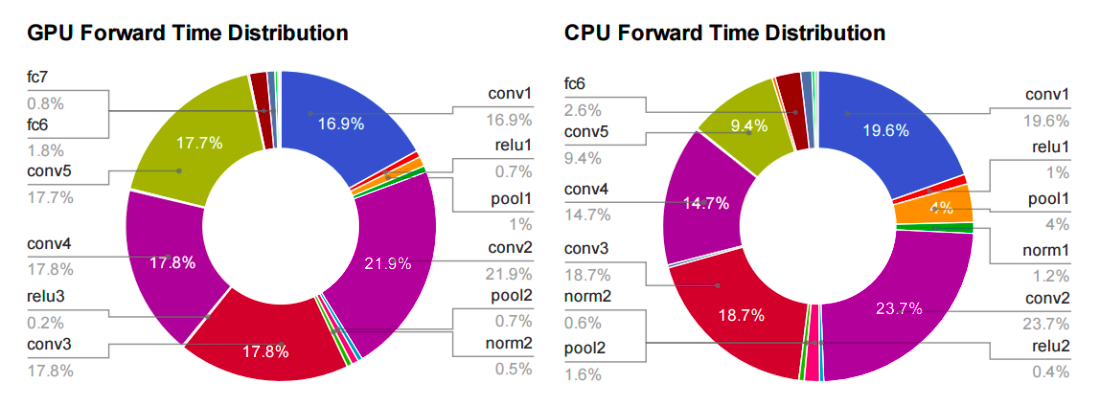 GPU Forward Time Distribution
fc7
0.8%
fc6
1.8%
conv5
17.7%
conv4
17.8%
relu3
0.2%
conv3
17.8%
conv1
16.9%
relu1
0.7%
pool1
1%
conv2
21.9%
pool2
0.7%
norm2
0.5%
16.9%
21.9%
17.8%
17.8%
17.7%
CPU Forward Time Distribution
fc6
2.6%
conv5
9.4%
conv4
14.7%
conv3
18.7%
norm2
0.6%
pool2
1.6%
conv1
19.6%
relu1
1%
pool1
4%
norm1
1.2%
conv2
23.7%
relu2
0.4%
19.6%
4%
23.7%
18.7%
14.7%
9.4%